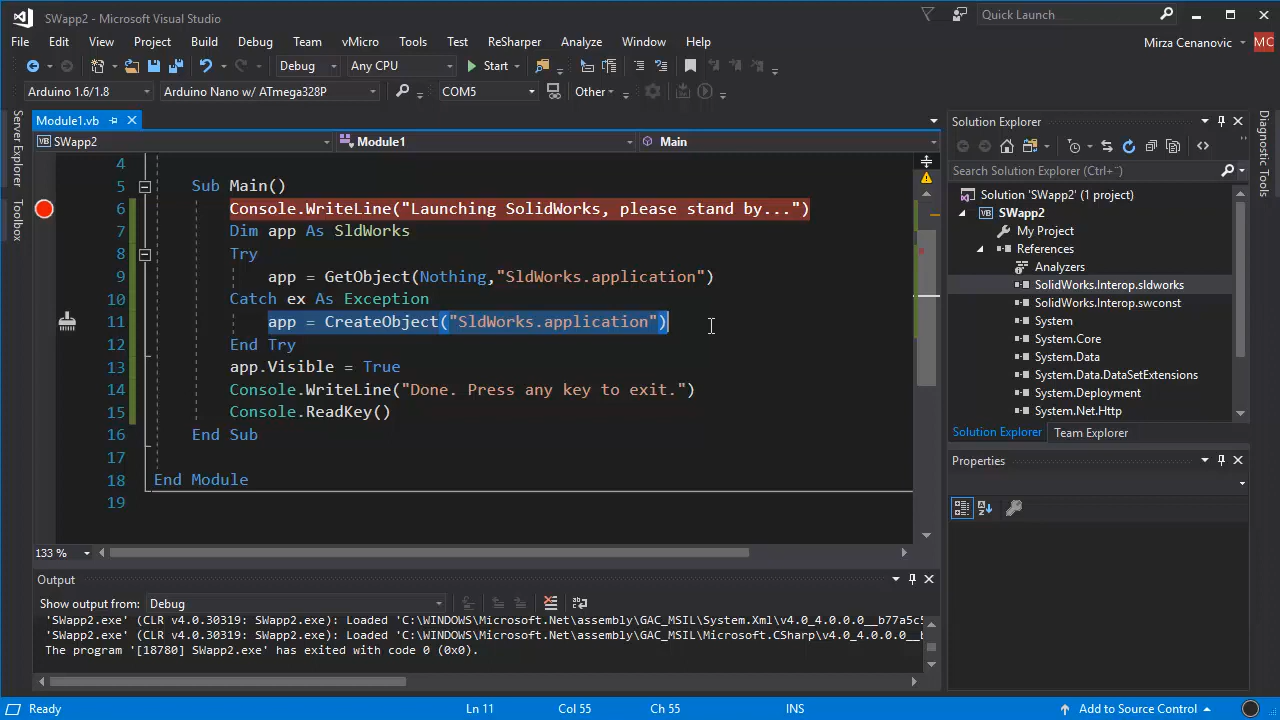 SWapp2 - Microsoft Visual Studio
Quick Launch
File Edit View Project Build Debug Team vMicro Tools Test ReSharper Analyze Window Help
Mirza Cenanovic MC
Debug Any CPU Start
Arduino 1.6/1.8 Arduino Nano w/ ATmega328P COM5 Other
Server Explorer
Toolbox
Module1.vb
SWapp2 Module1 Main
4
5 Sub Main()
6 Console.WriteLine("Launching SolidWorks, please stand by...")
7 Dim app As SldWorks
8 Try
9 app = GetObject(Nothing,"SldWorks.application")
10 Catch ex As Exception
11 app = CreateObject("SldWorks.application")
12 End Try
13 app.Visible = True
14 Console.WriteLine("Done. Press any key to exit.")
15 Console.ReadKey()
16 End Sub
17
18 End Module
19
133 %
Output
Show output from: Debug
'SWapp2.exe' (CLR v4.0.30319: SWapp2.exe): Loaded 'C:\WINDOWS\Microsoft.Net\assembly\GAC_MSIL\System.Xml\v4.0_4.0.0.0__b77a5c5
'SWapp2.exe' (CLR v4.0.30319: SWapp2.exe): Loaded 'C:\WINDOWS\Microsoft.Net\assembly\GAC_MSIL\Microsoft.CSharp\v4.0_4.0.0.0__b
The program '[18780] SWapp2.exe' has exited with code 0 (0x0).
Solution Explorer
Search Solution Explorer (Ctrl+¨)
Solution 'SWapp2' (1 project)
SWapp2
My Project
References
Analyzers
SolidWorks.Interop.sldworks
SolidWorks.Interop.swconst
System
System.Core
System.Data
System.Data.DataSetExtensions
System.Deployment
System.Net.Http
Solution Explorer Team Explorer
Properties
Diagnostic Tools
Ready Ln 11 Col 55 Ch 55 INS Add to Source Control